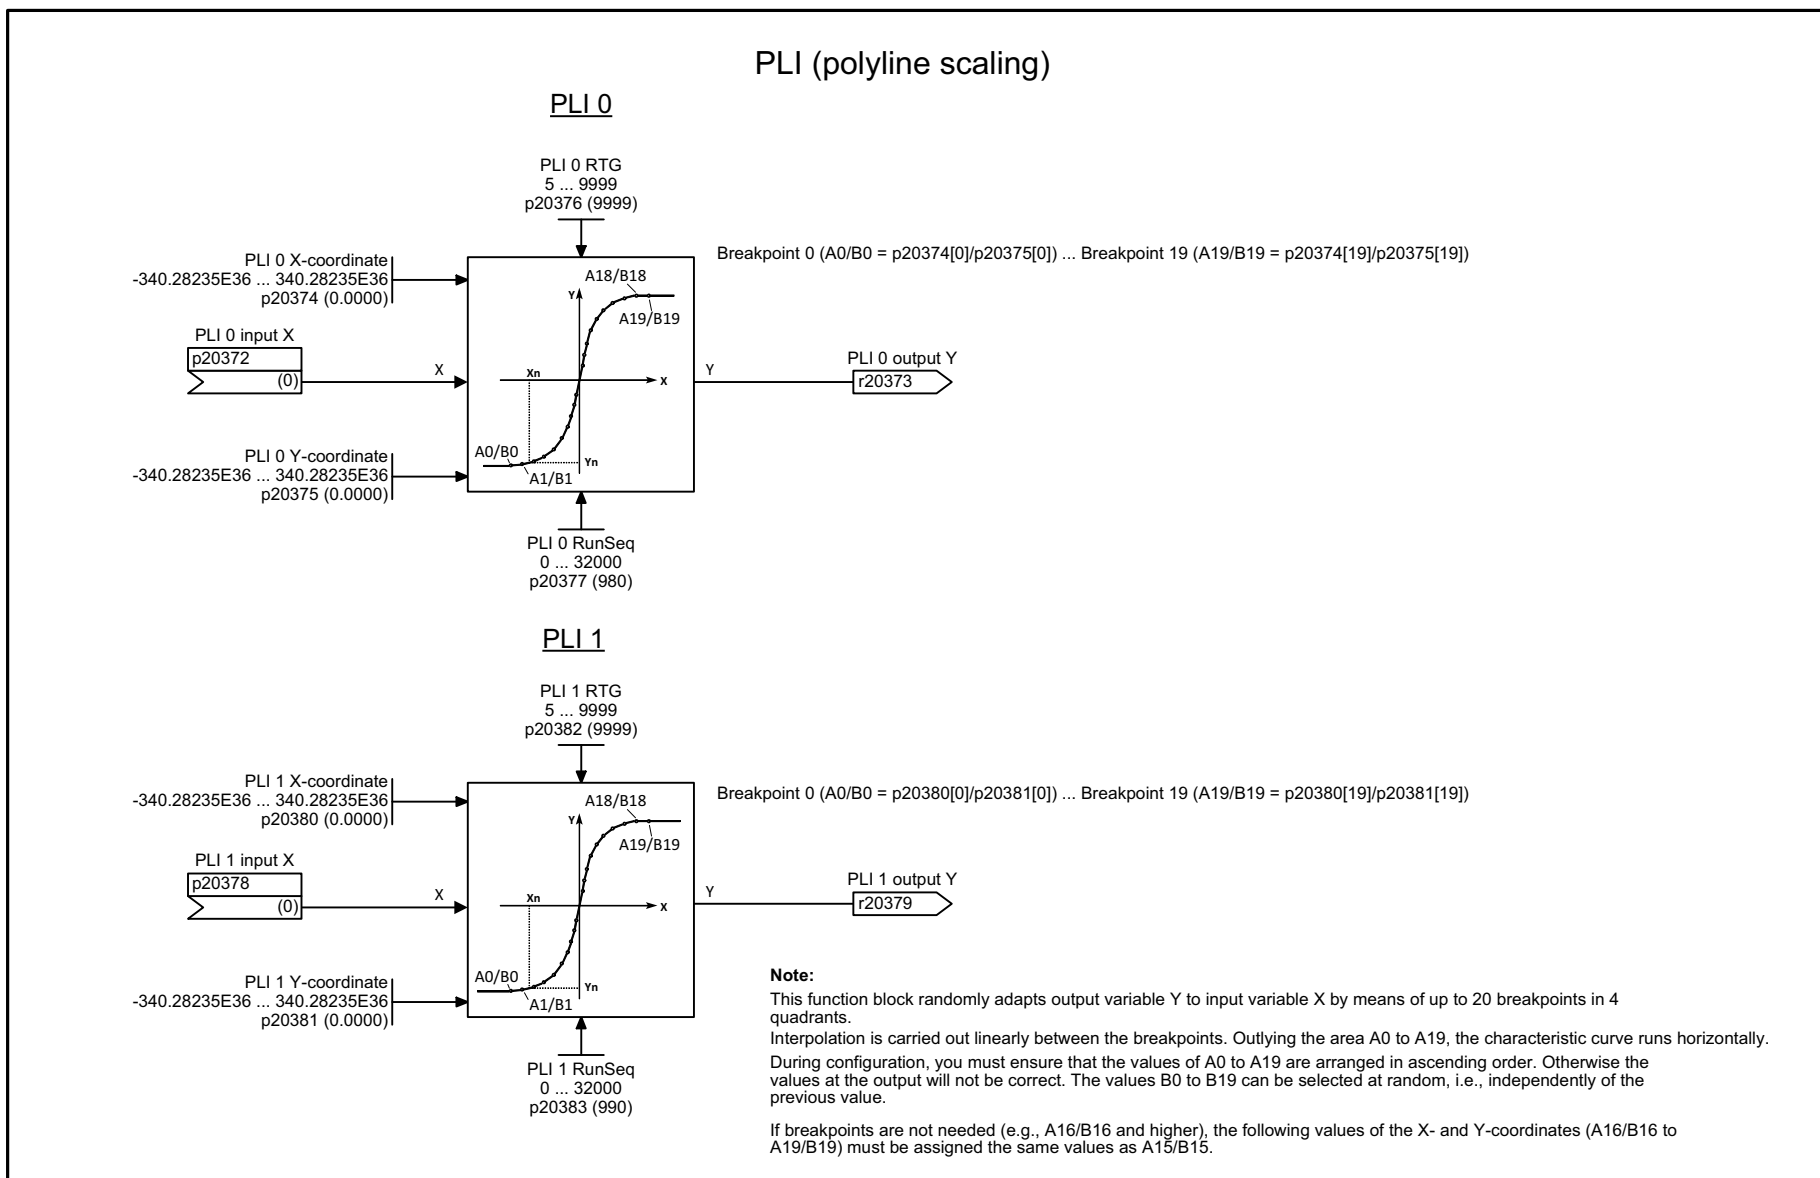 PLI (polyline scaling)
PLI 0
PLI 0 RTG
5 ... 9999
p20376 (9999)
PLI 0 X-coordinate
-340.28235E36 ... 340.28235E36
p20374 (0.0000)
Breakpoint 0 (A0/B0 = p20374[0]/p20375[0]) ... Breakpoint 19 (A19/B19 = p20374[19]/p20375[19])
A18/B18
Y
A19/B19
PLI 0 input X
p20372
(0)
X
Xn
X
Y
PLI 0 output Y
r20373
PLI 0 Y-coordinate
-340.28235E36 ... 340.28235E36
p20375 (0.0000)
A0/B0
Yn
A1/B1
PLI 0 RunSeq
0 ... 32000
p20377 (980)
PLI 1
PLI 1 RTG
5 ... 9999
p20382 (9999)
PLI 1 X-coordinate
-340.28235E36 ... 340.28235E36
p20380 (0.0000)
Breakpoint 0 (A0/B0 = p20380[0]/p20381[0]) ... Breakpoint 19 (A19/B19 = p20380[19]/p20381[19])
A18/B18
Y
A19/B19
PLI 1 input X
p20378
(0)
X
Xn
X
Y
PLI 1 output Y
r20379
PLI 1 Y-coordinate
-340.28235E36 ... 340.28235E36
p20381 (0.0000)
A0/B0
Yn
A1/B1
PLI 1 RunSeq
0 ... 32000
p20383 (990)
Note:
This function block randomly adapts output variable Y to input variable X by means of up to 20 breakpoints in 4
quadrants.
Interpolation is carried out linearly between the breakpoints. Outlying the area A0 to A19, the characteristic curve runs horizontally.
During configuration, you must ensure that the values of A0 to A19 are arranged in ascending order. Otherwise the
values at the output will not be correct. The values B0 to B19 can be selected at random, i.e., independently of the
previous value.
If breakpoints are not needed (e.g., A16/B16 and higher), the following values of the X- and Y-coordinates (A16/B16 to
A19/B19) must be assigned the same values as A15/B15.